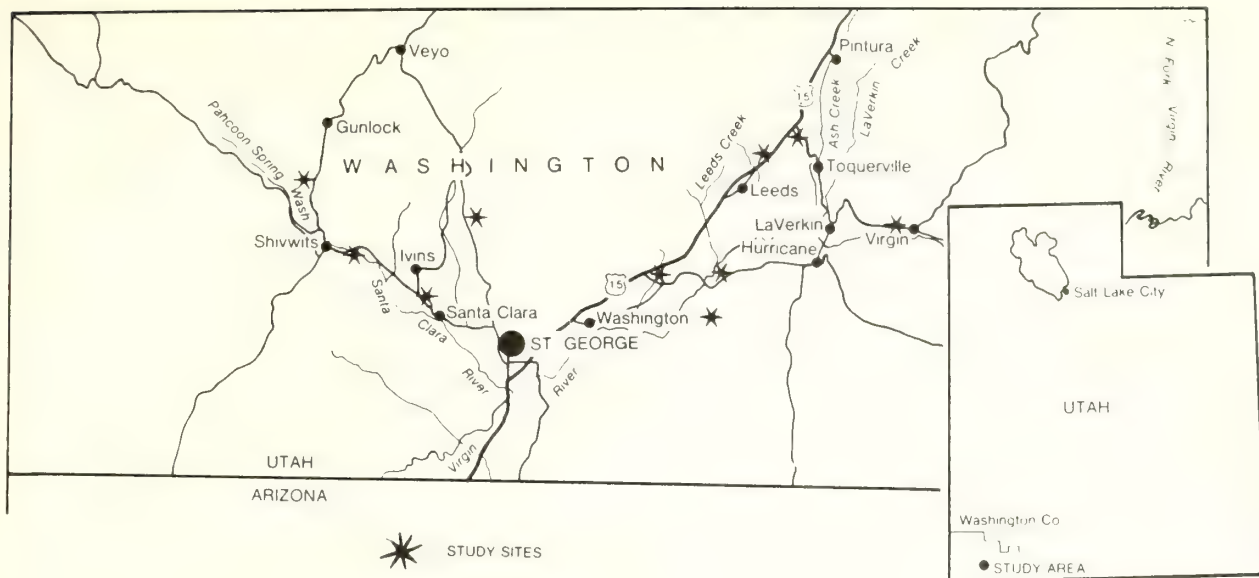 Veyo
Pintura
15
Ash Creek
LaVerkin Creek
N Fork Virgin River
Pahcoon Spring Wash
Gunlock
WASHINGTON
Leeds Creek
Toquerville
Leeds
Shivwits
Ivins
LaVerkin
Virgin
Hurricane
15
Santa Clara River
Santa Clara
Washington
ST GEORGE
Virgin River
UTAH
ARIZONA
STUDY SITES
Salt Lake City
UTAH
Washington Co
STUDY AREA